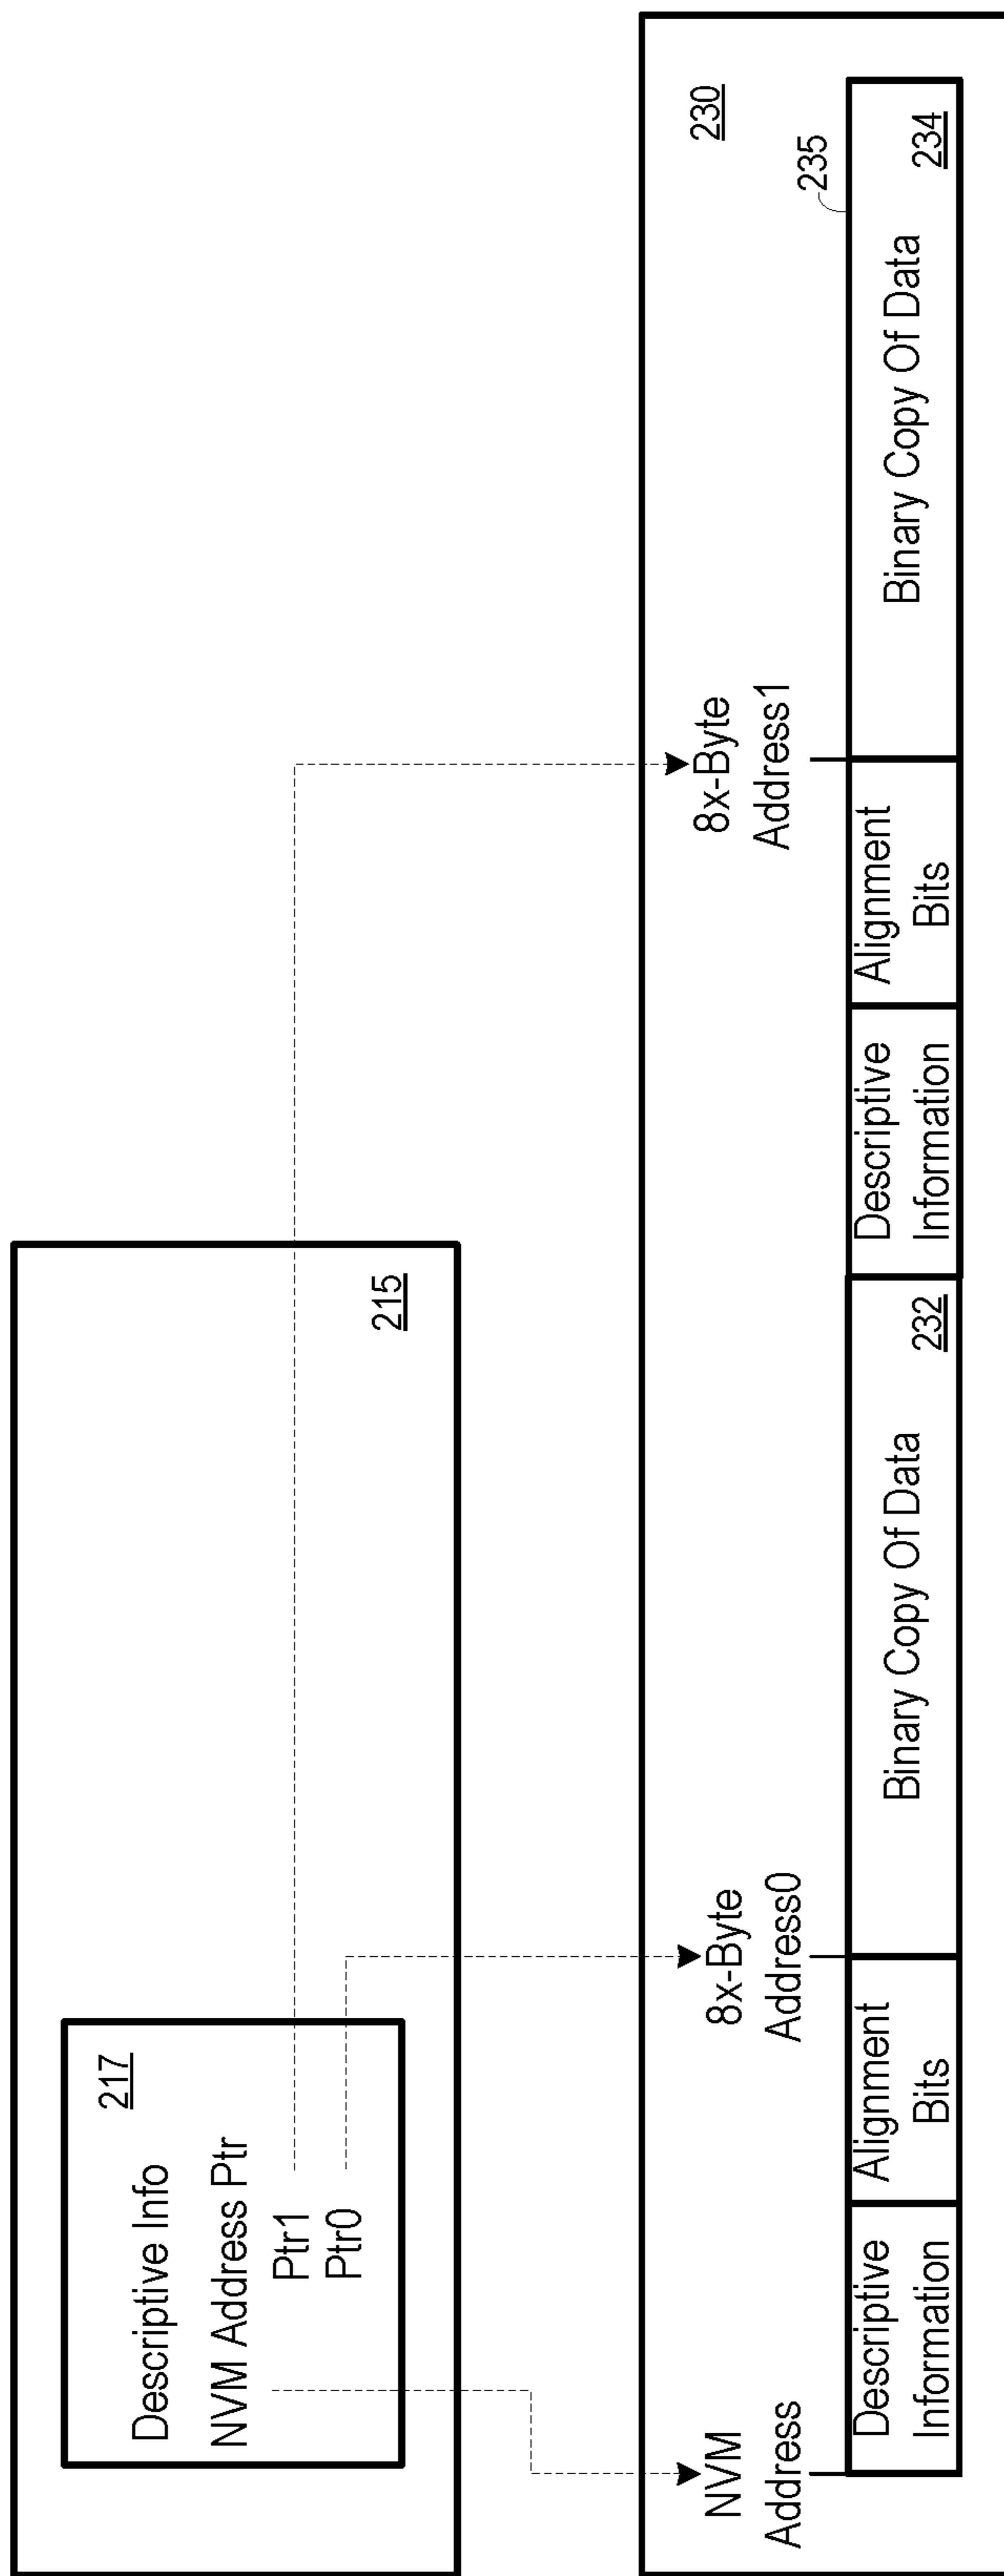 217
Descriptive Info
NVM Address Ptr
Ptr1
Ptr0
215
230
NVM
Address
8x-Byte
Address0
8x-Byte
Address1
235
Descriptive
Information
Alignment
Bits
Binary Copy Of Data
232
Descriptive
Information
Alignment
Bits
Binary Copy Of Data
234